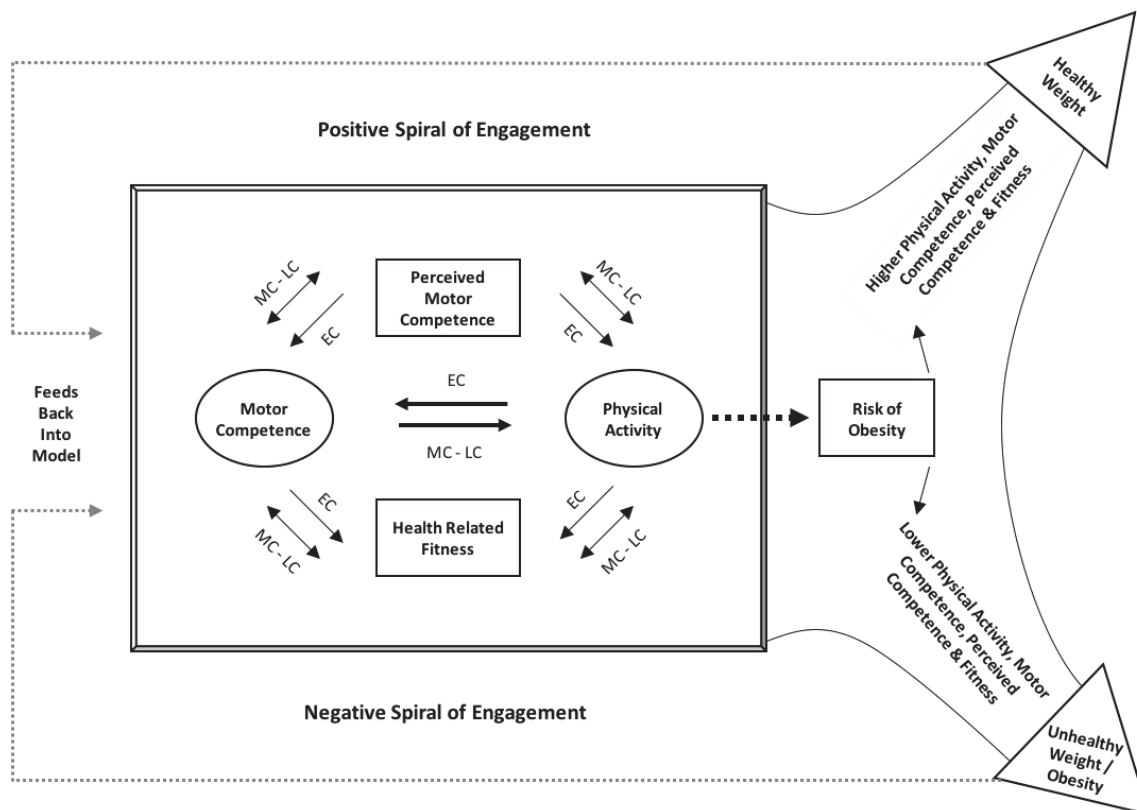 Healthy
Weight
Positive Spiral of Engagement
Higher Physical Activity, Motor
Competence, Perceived
Competence & Fitness
MC - LC
EC
Perceived
Motor
Competence
MC - LC
EC
Feeds
Back
Into
Model
Motor
Competence
EC
MC - LC
Physical
Activity
Risk of
Obesity
EC
MC - LC
Health Related
Fitness
EC
MC - LC
Lower Physical Activity, Motor
Competence, Perceived
Competence & Fitness
Negative Spiral of Engagement
Unhealthy
Weight /
Obesity